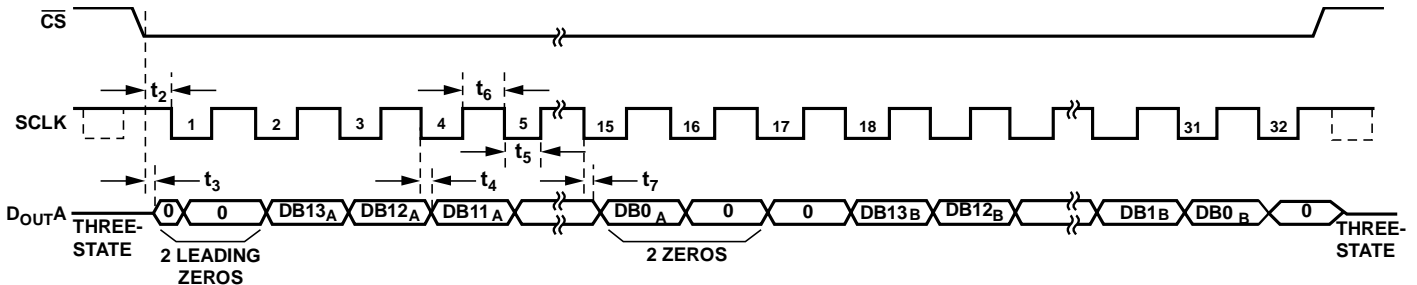 CS
t2
t6
SCLK
1 2 3 4 5 15 16 17 18 31 32
t5
t3
t4
t7
DOUTA
0 0 DB13A DB12A DB11A DB0A 0 0 DB13B DB12B DB1B DB0B 0
THREE-
STATE
2 LEADING
ZEROS
2 ZEROS
THREE-
STATE